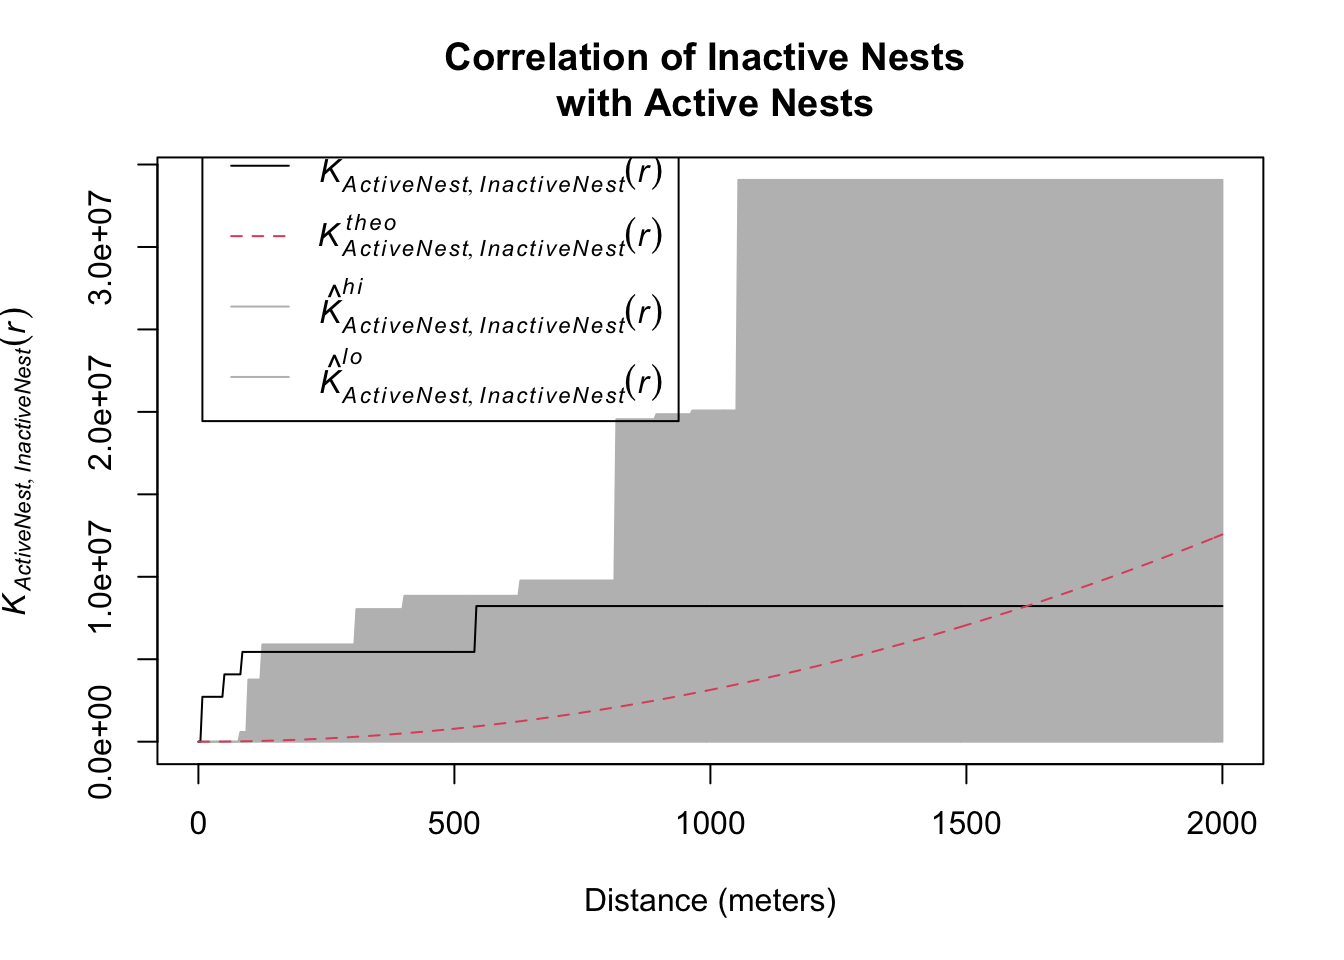 Correlation of Inactive Nests
with Active Nests
K ActiveNest, InactiveNest(r)
K theo ActiveNest, InactiveNest(r)
K̂ hi ActiveNest, InactiveNest(r)
K̂ lo ActiveNest, InactiveNest(r)
K ActiveNest, InactiveNest(r)
3.0e+07
2.0e+07
1.0e+07
0.0e+00
0 500 1000 1500 2000
Distance (meters)